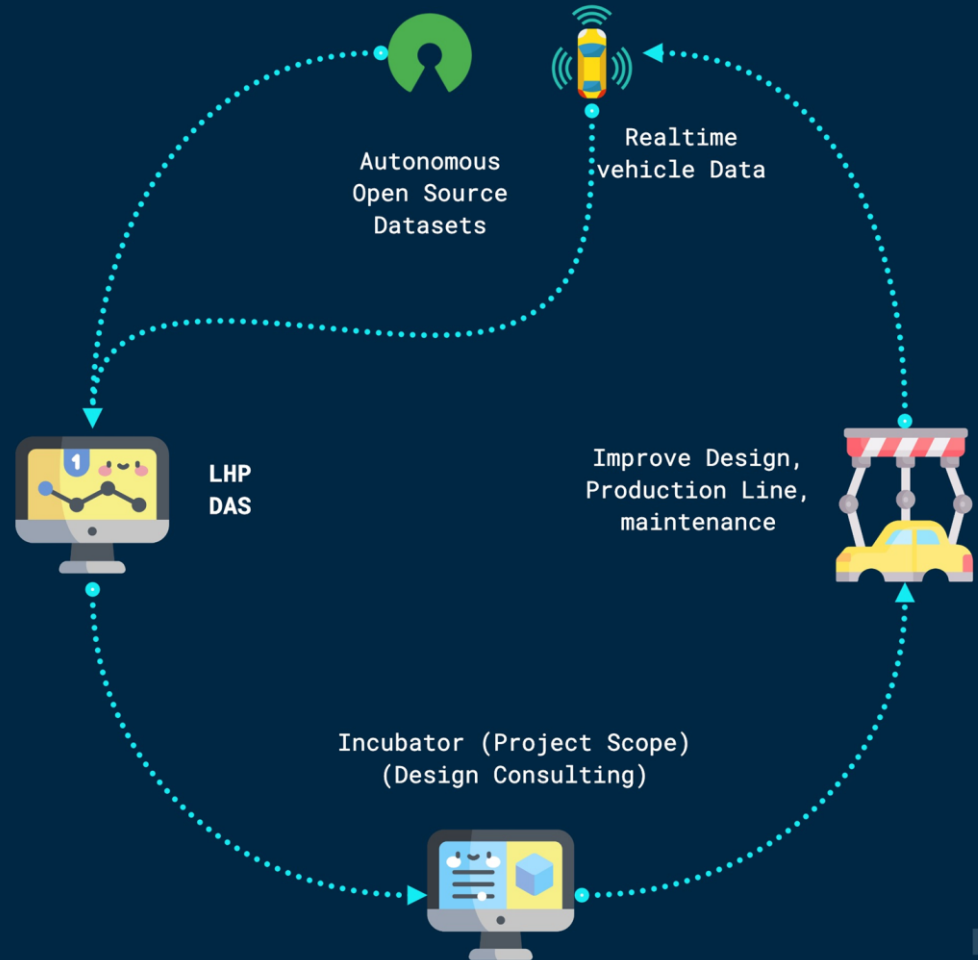 Autonomous
Open Source
Datasets
Realtime
vehicle Data
1
LHP
DAS
Improve Design,
Production Line,
maintenance
Incubator (Project Scope)
(Design Consulting)